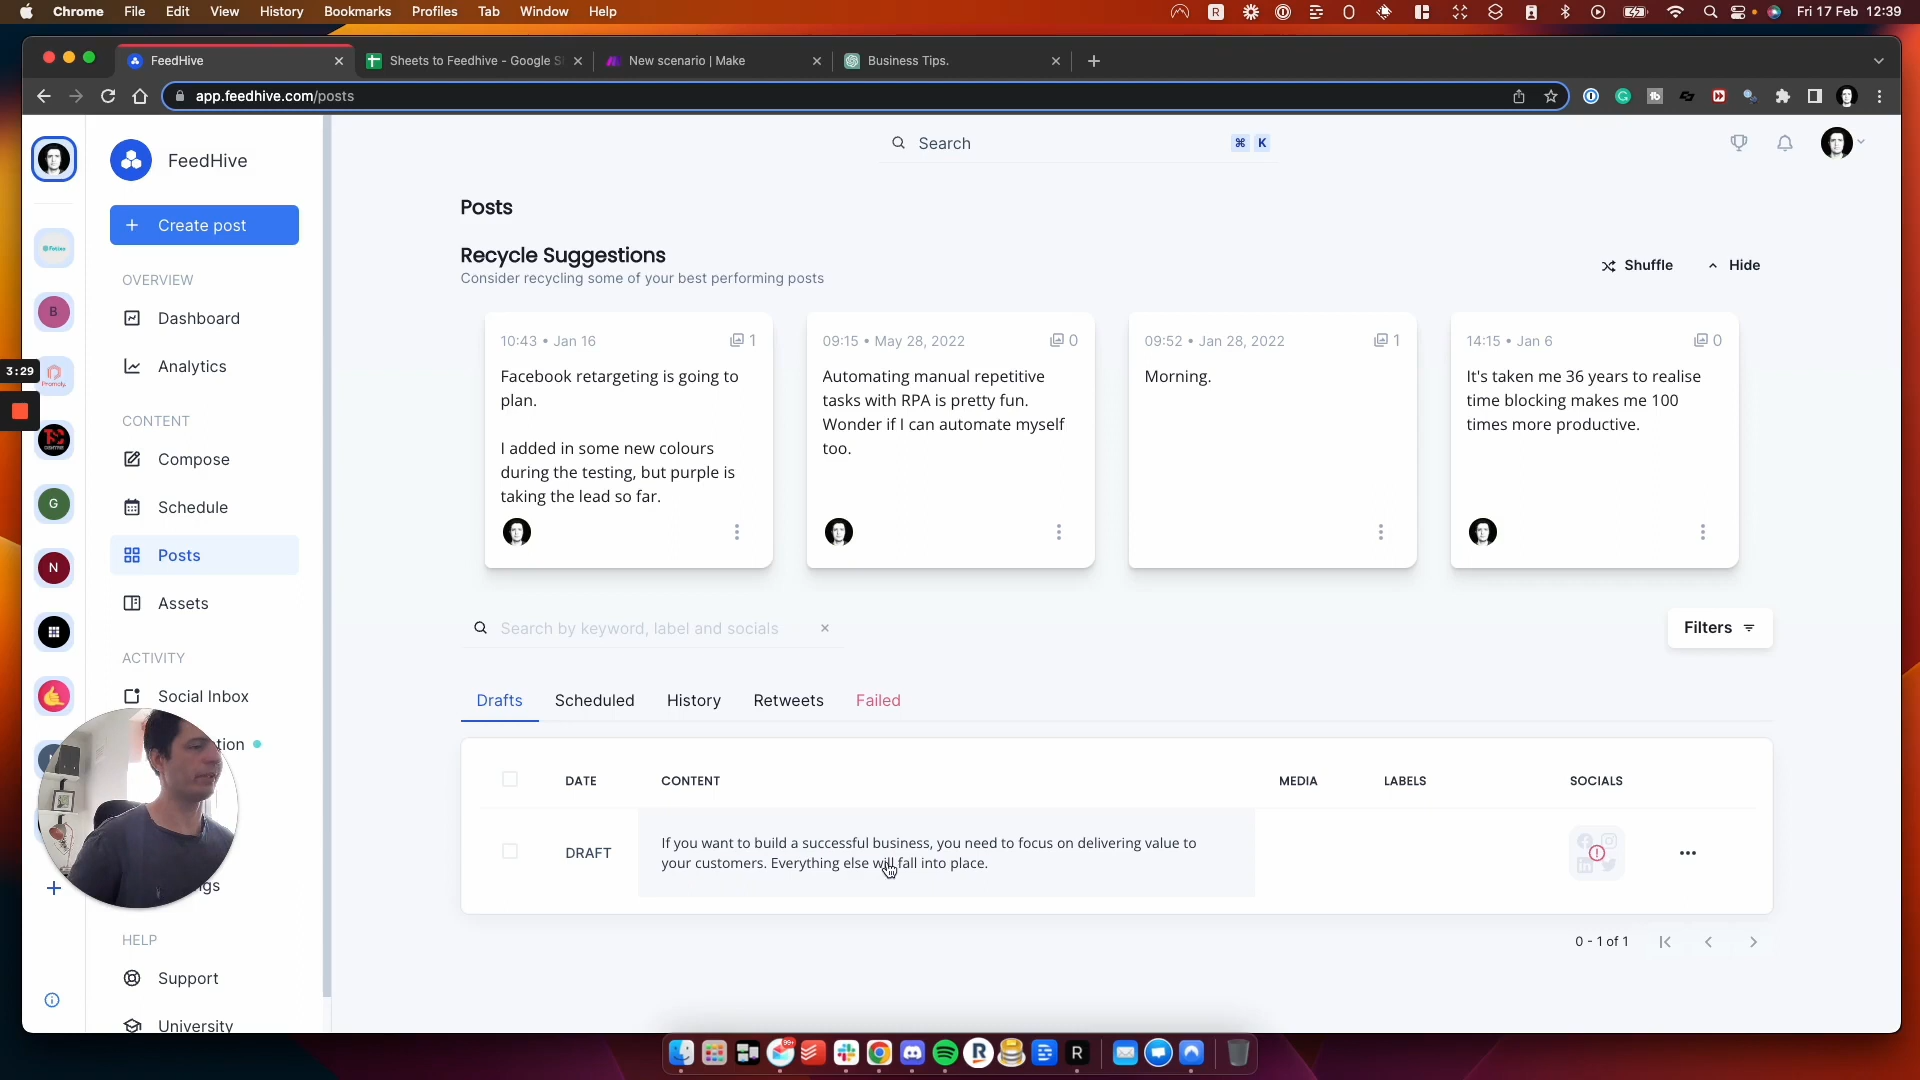 Chrome File Edit View History Bookmarks Profiles Tab Window Help
Fri 17 Feb 12:39
FeedHive
Sheets to Feedhive - Google S
New scenario | Make
Business Tips.
app.feedhive.com/posts
FeedHive
Search
⌘ K
Create post
OVERVIEW
Dashboard
Analytics
CONTENT
Compose
Schedule
Posts
Assets
ACTIVITY
Social Inbox
tion
gs
HELP
Support
University
3:29
B
G
N
Posts
Recycle Suggestions
Consider recycling some of your best performing posts
Shuffle
Hide
10:43 • Jan 16
1
Facebook retargeting is going to
plan.
I added in some new colours
during the testing, but purple is
taking the lead so far.
09:15 • May 28, 2022
0
Automating manual repetitive
tasks with RPA is pretty fun.
Wonder if I can automate myself
too.
09:52 • Jan 28, 2022
1
Morning.
14:15 • Jan 6
0
It's taken me 36 years to realise
time blocking makes me 100
times more productive.
Search by keyword, label and socials
Filters
Drafts
Scheduled
History
Retweets
Failed
DATE
CONTENT
MEDIA
LABELS
SOCIALS
DRAFT
If you want to build a successful business, you need to focus on delivering value to
your customers. Everything else will fall into place.
0 - 1 of 1